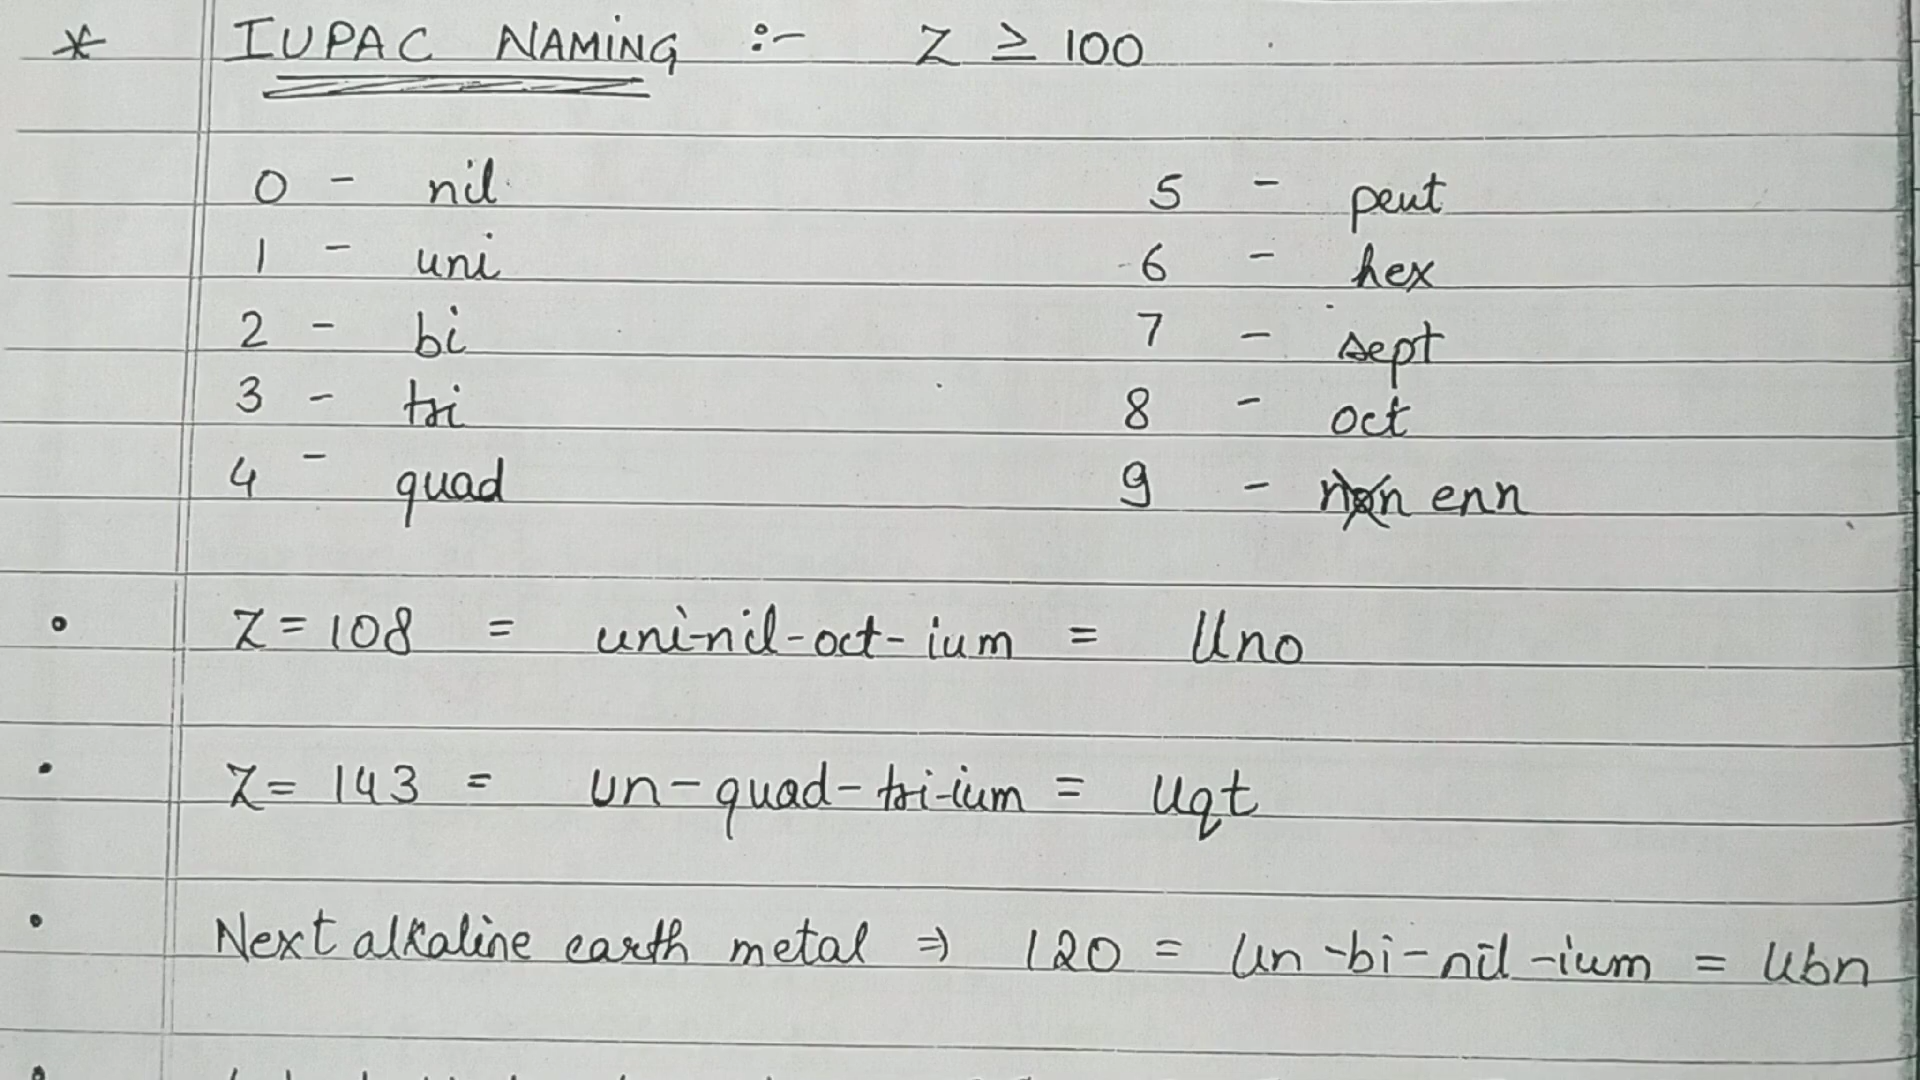 * IUPAC NAMING :- Z ≥ 100
0 - nil 5 - pent
1 - uni 6 - hex
2 - bi 7 - sept
3 - tri 8 - oct
4 - quad 9 - non enn
• Z = 108 = uni-nil-oct-ium = Uno
• Z = 143 = un-quad-tri-ium = Uqt
• Next alkaline earth metal ⇒ 120 = Un-bi-nil-ium = Ubn